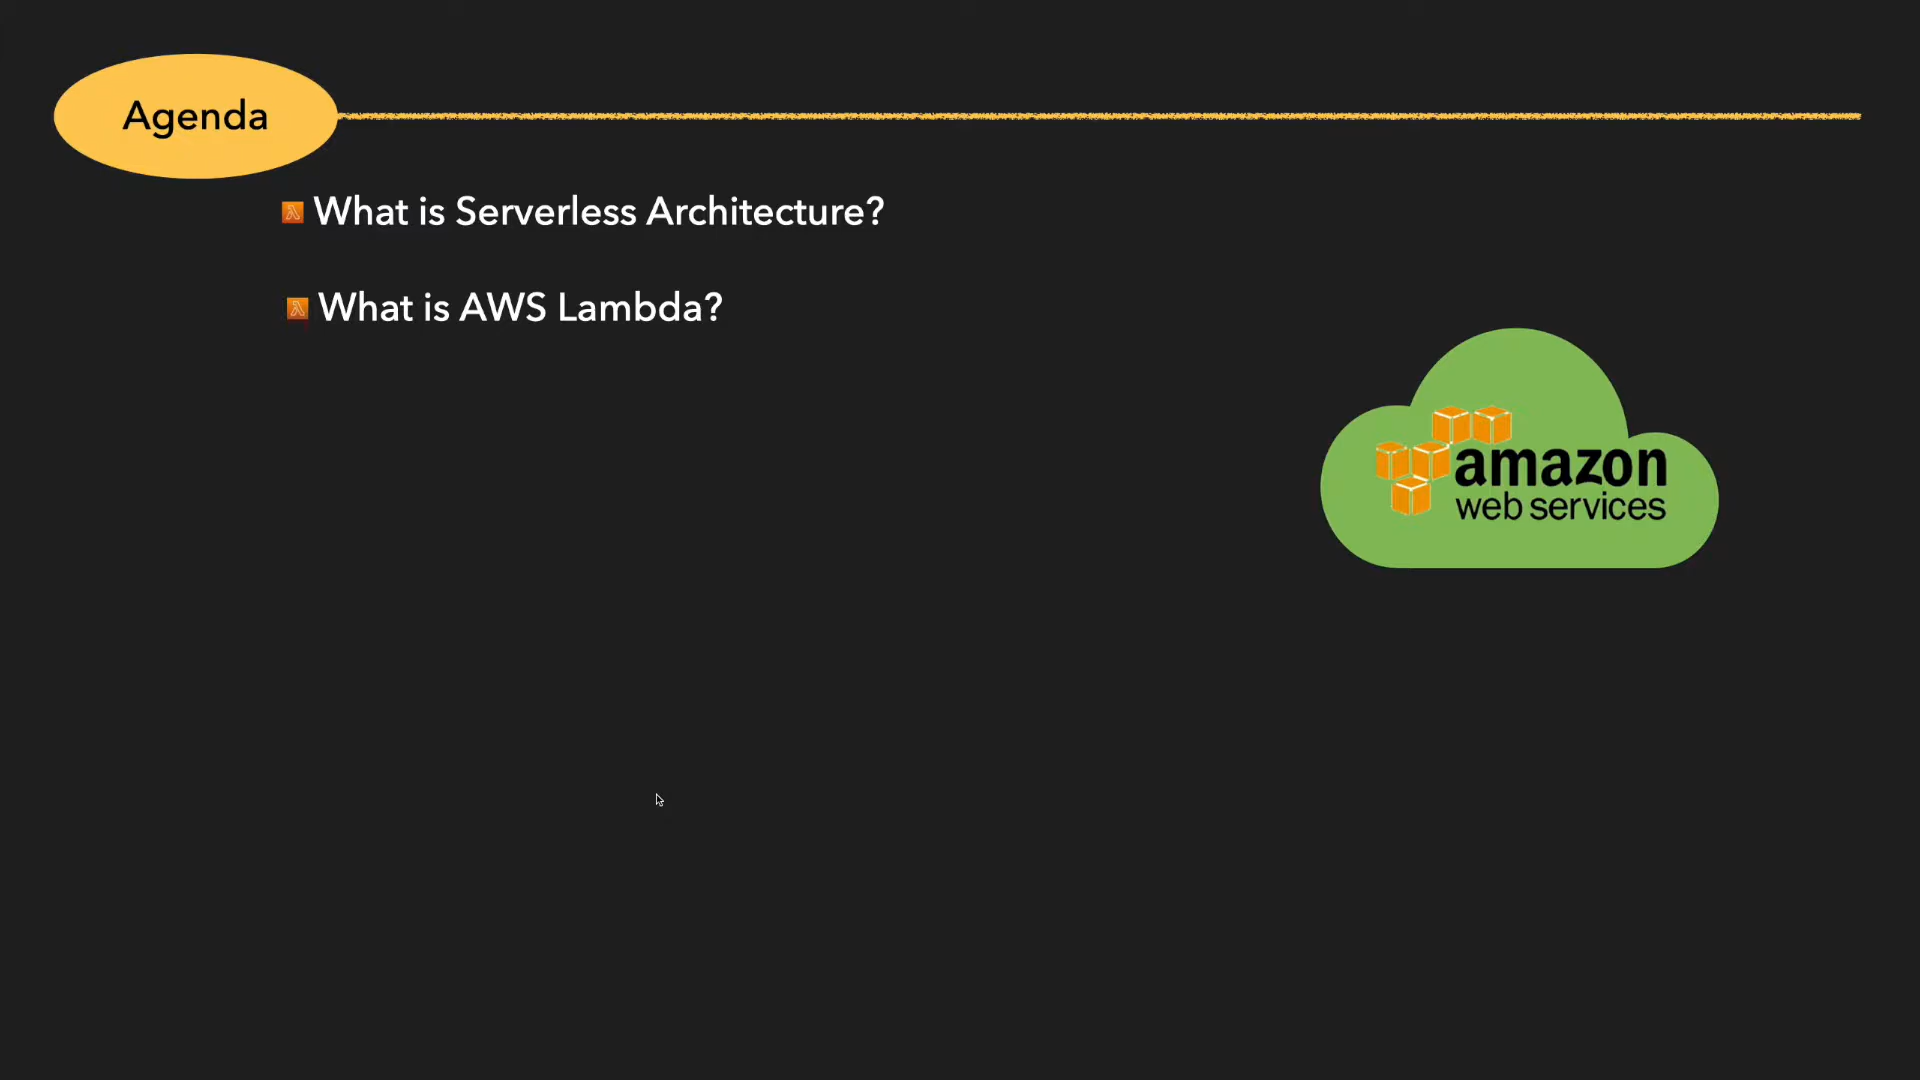 Agenda
What is Serverless Architecture?
What is AWS Lambda?
amazon
web services